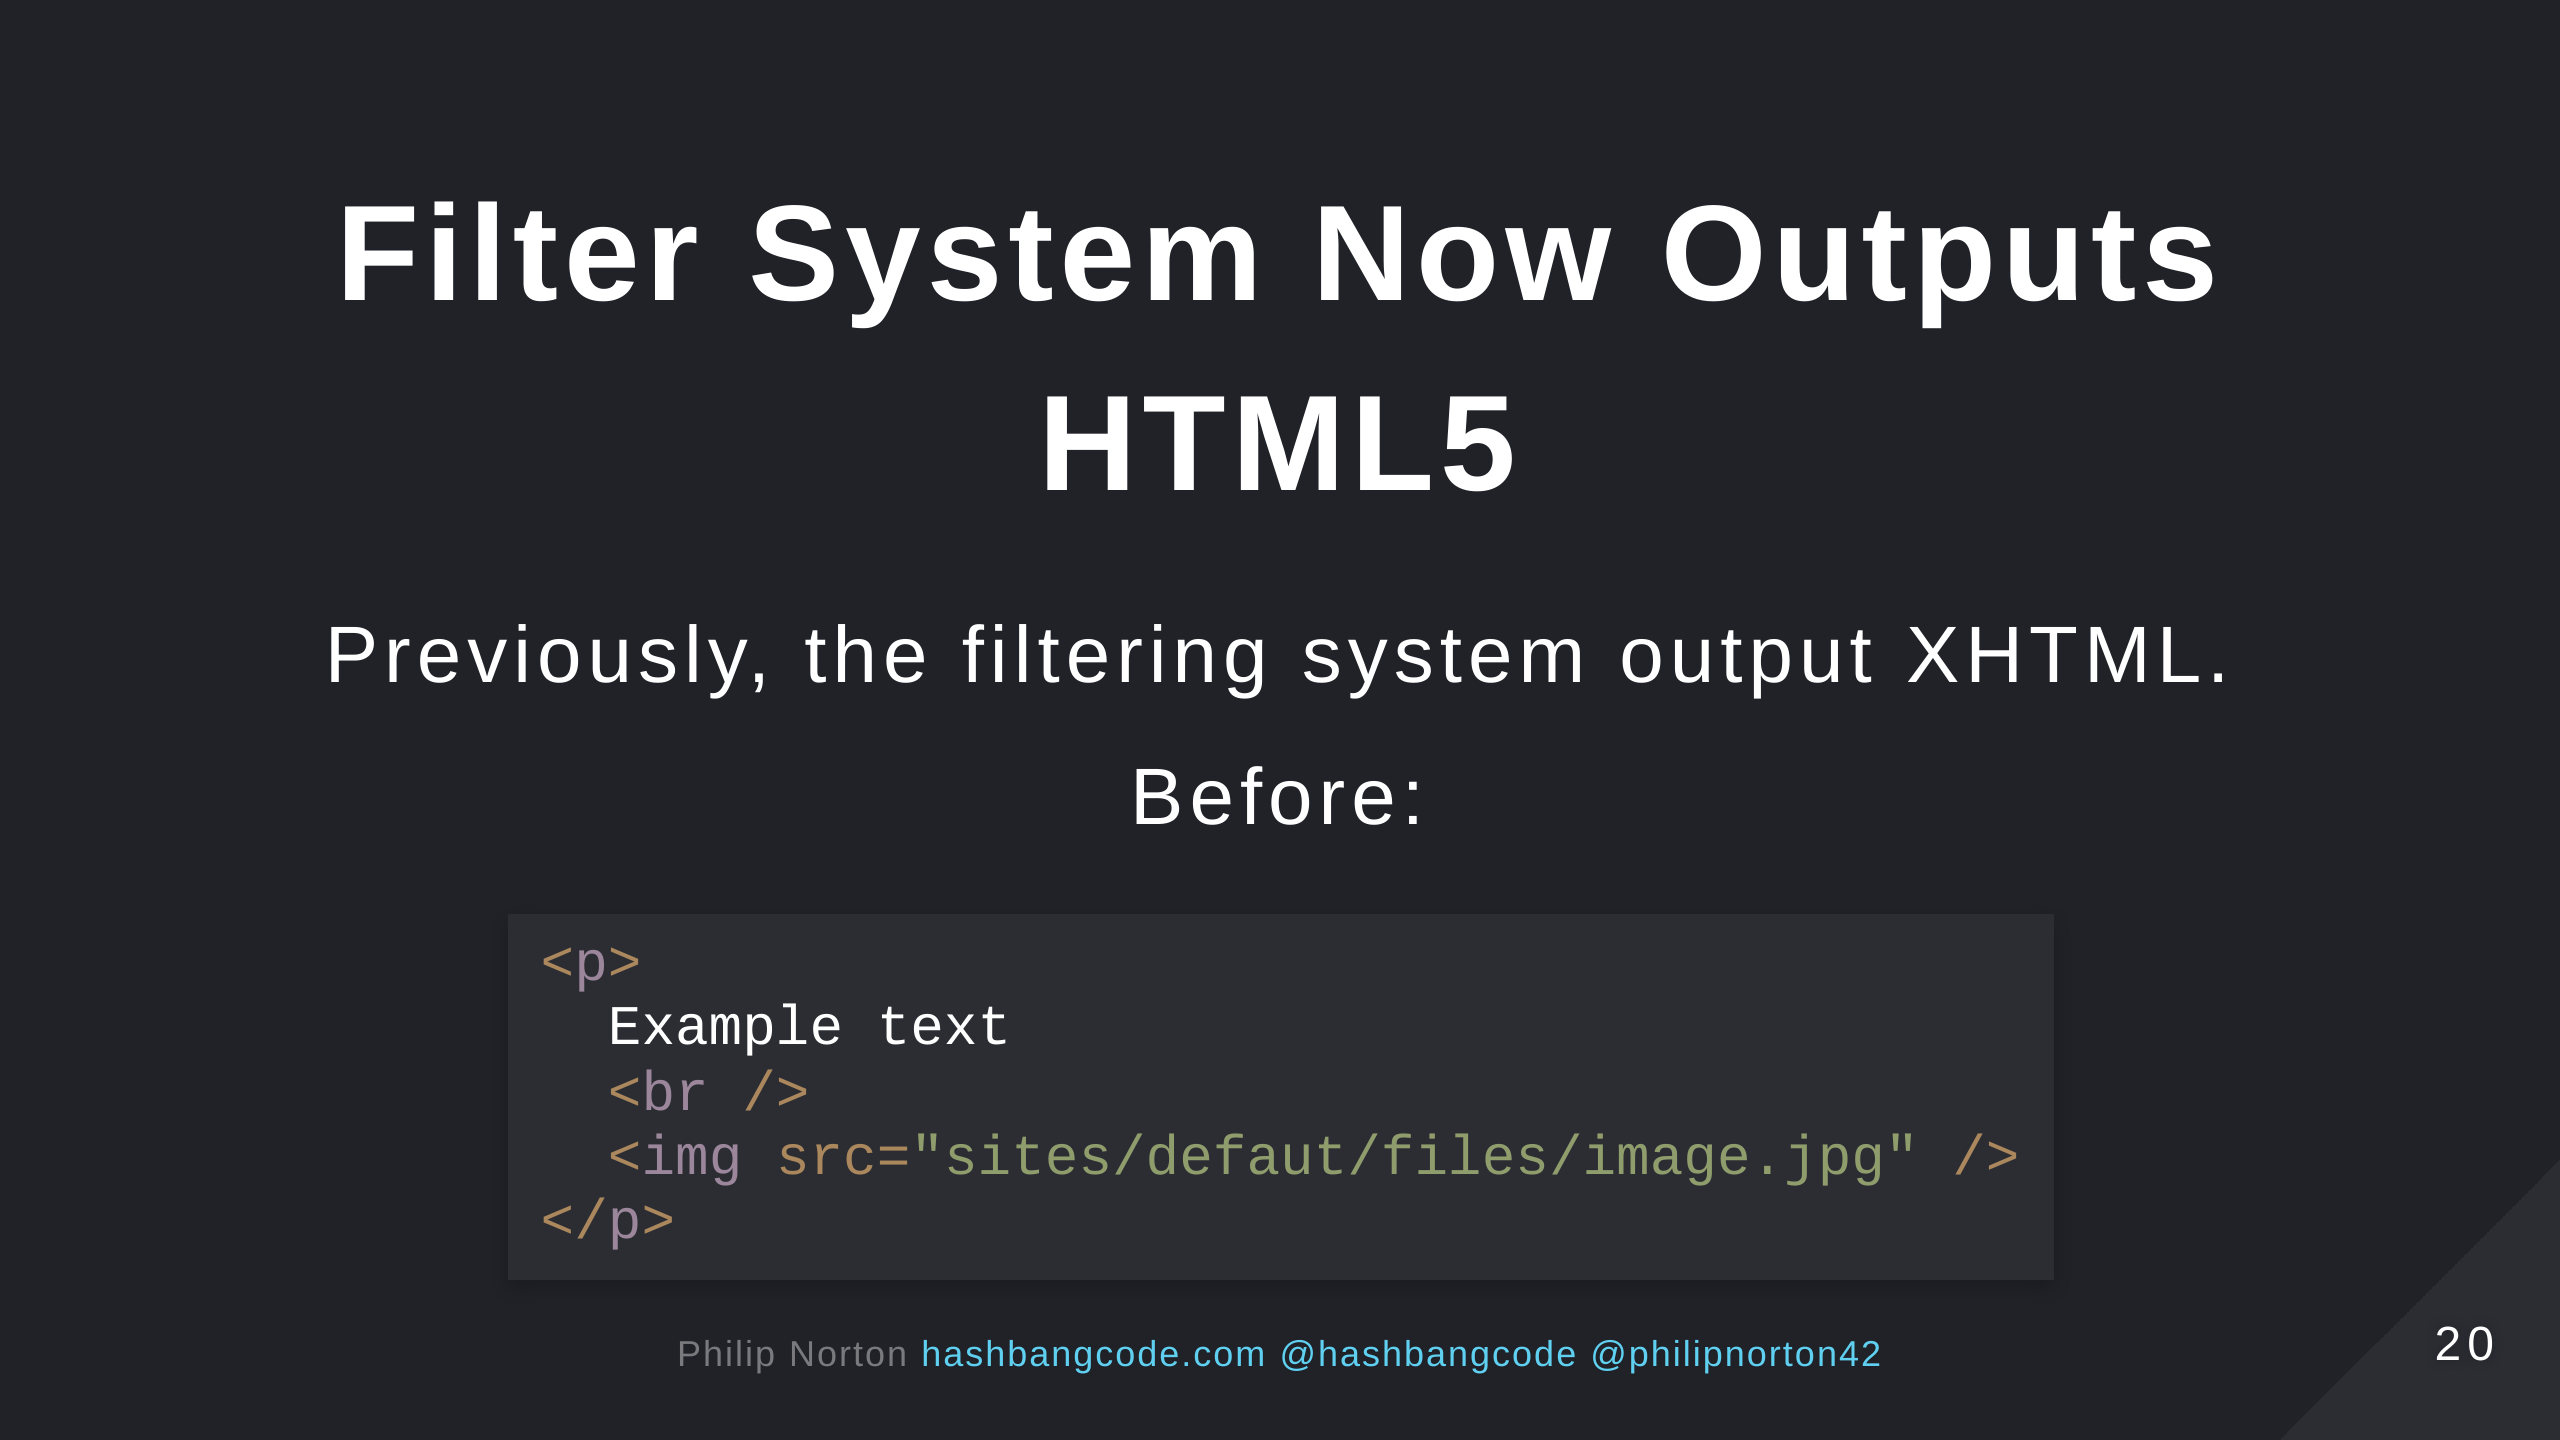 Filter System Now Outputs
HTML5
Previously, the filtering system output XHTML.
Before:
<p>
  Example text
  <br />
  <img src="sites/defaut/files/image.jpg" />
</p>
Philip Norton hashbangcode.com @hashbangcode @philipnorton42
20